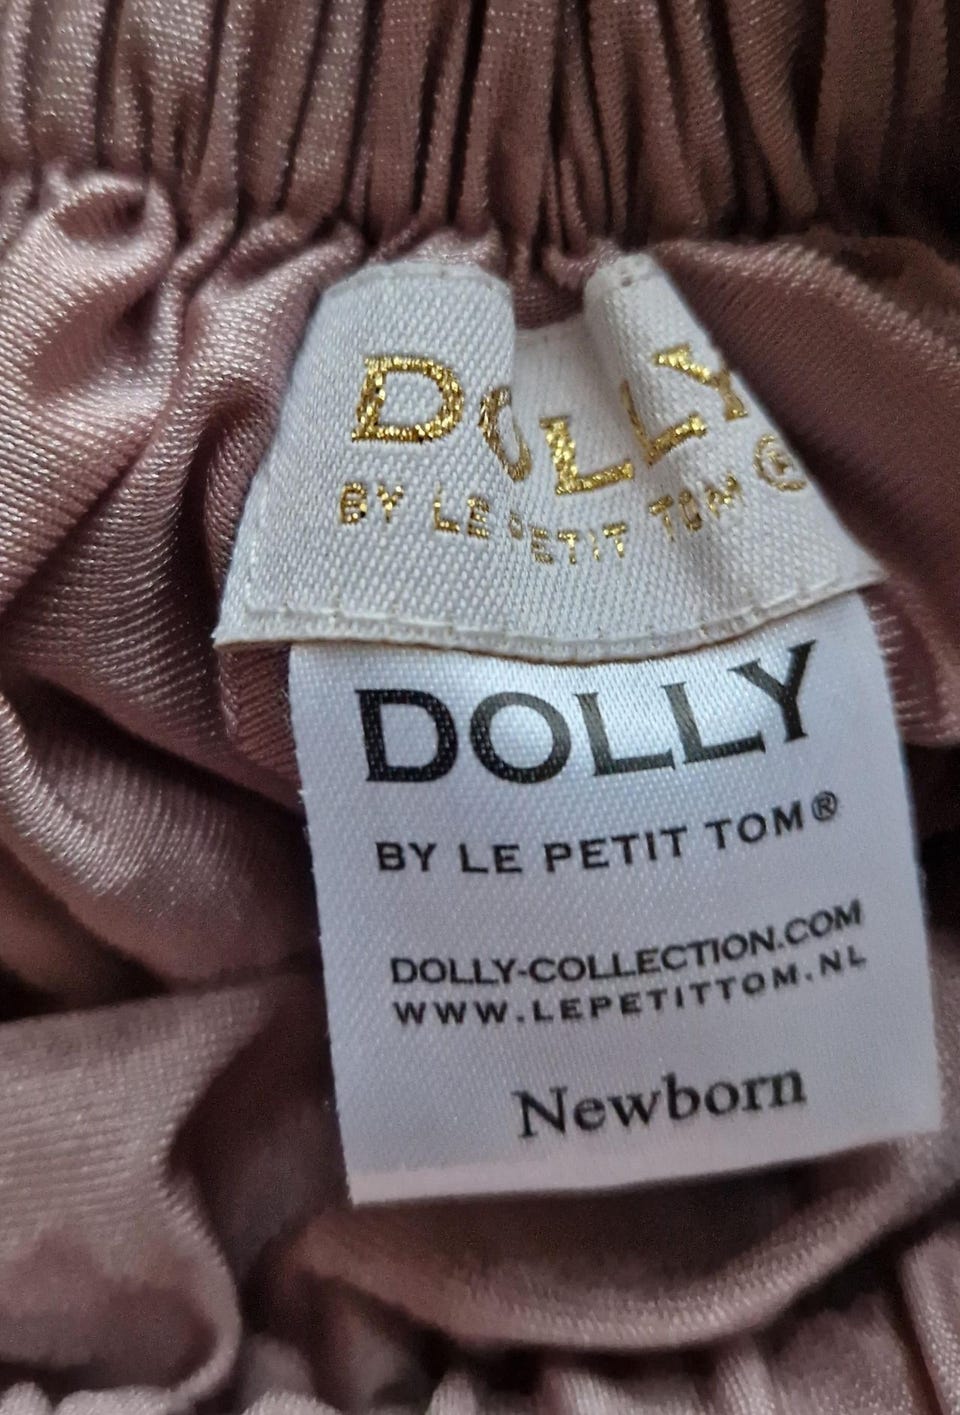 DOLLY
BY LE PETIT TOM ®
DOLLY
BY LE PETIT TOM®
DOLLY-COLLECTION.COM
WWW.LEPETITTOM.NL
Newborn